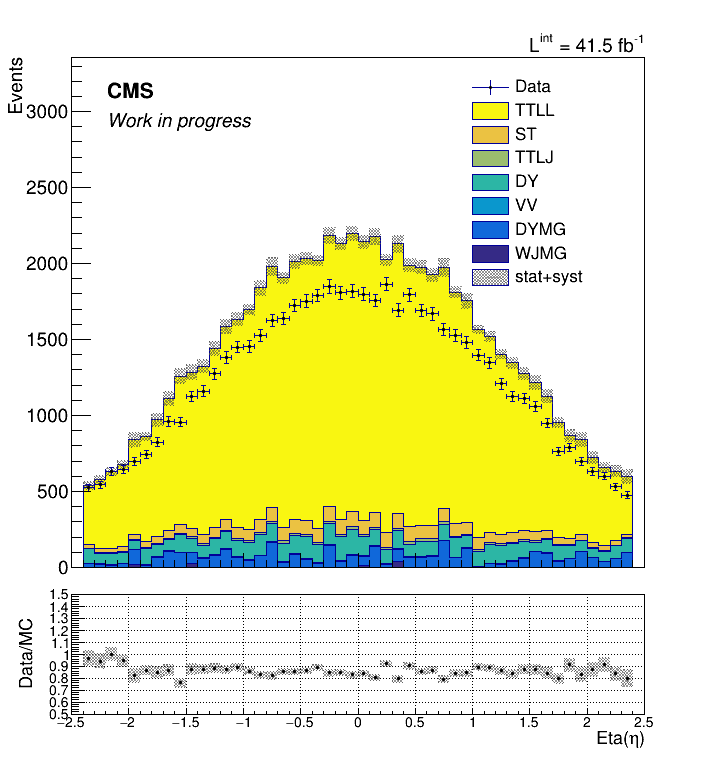 L^int = 41.5 fb^-1
Events
CMS
Work in progress
Data
TTLL
ST
TTLJ
DY
VV
DYMG
WJMG
stat+syst
3000
2500
2000
1500
1000
500
0
Data/MC
1.5
1.4
1.3
1.2
1.1
1
0.9
0.8
0.7
0.6
0.5
−2.5 −2 −1.5 −1 −0.5 0 0.5 1 1.5 2 2.5
Eta(η)